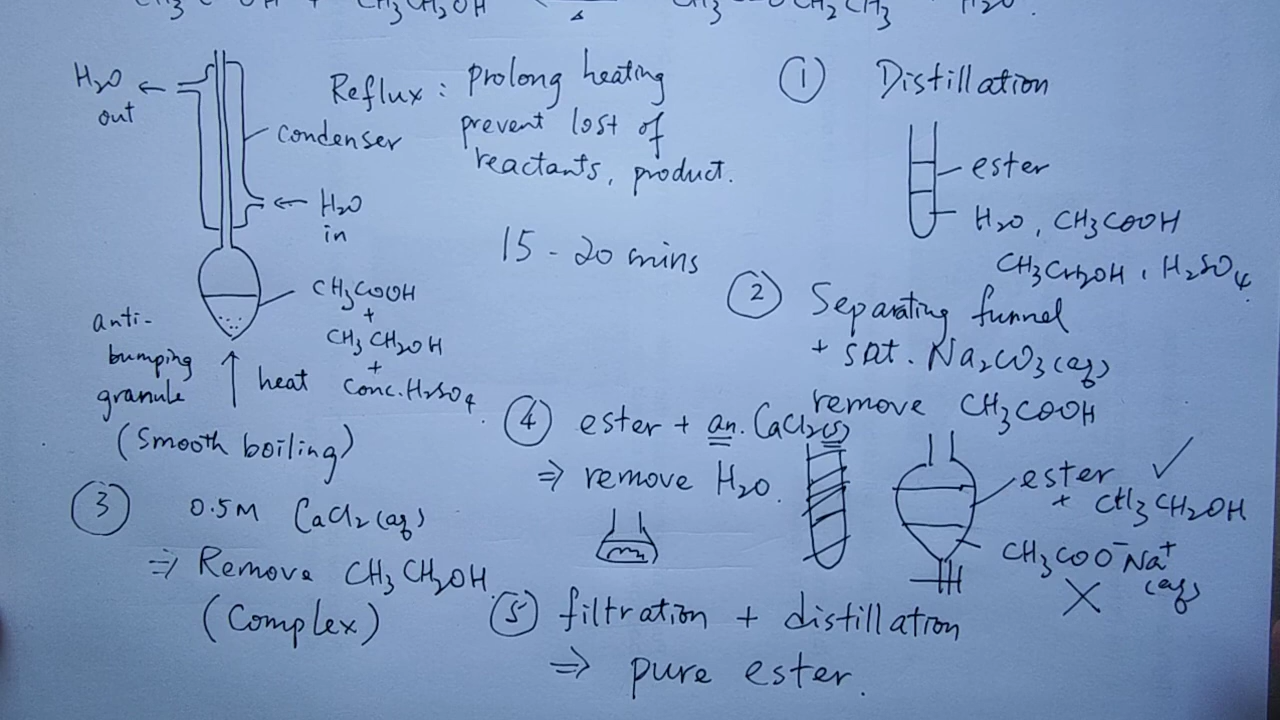 CH3CH2OH
OCH2CH3
H2O.
H2O
out
condenser
H2O
in
Reflux : prolong heating
prevent lost of
reactants, product.
15 - 20 mins
CH3COOH
+
CH3CH2OH
+
Conc. H2SO4
anti-
bumping
granule
(Smooth boiling)
heat
① Distillation
ester
H2O, CH3COOH
CH3CH2OH, H2SO4
② Separating funnel
+ sat. Na2CO3(aq)
remove CH3COOH
ester ✓
+ CH3CH2OH
CH3COO⁻Na⁺
(aq)
X
③ 0.5M CaCl2(aq)
⇒ Remove CH3CH2OH.
(Complex)
④ ester + an. CaCl2(s)
⇒ remove H2O.
⑤ filtration + distillation
⇒ pure ester.